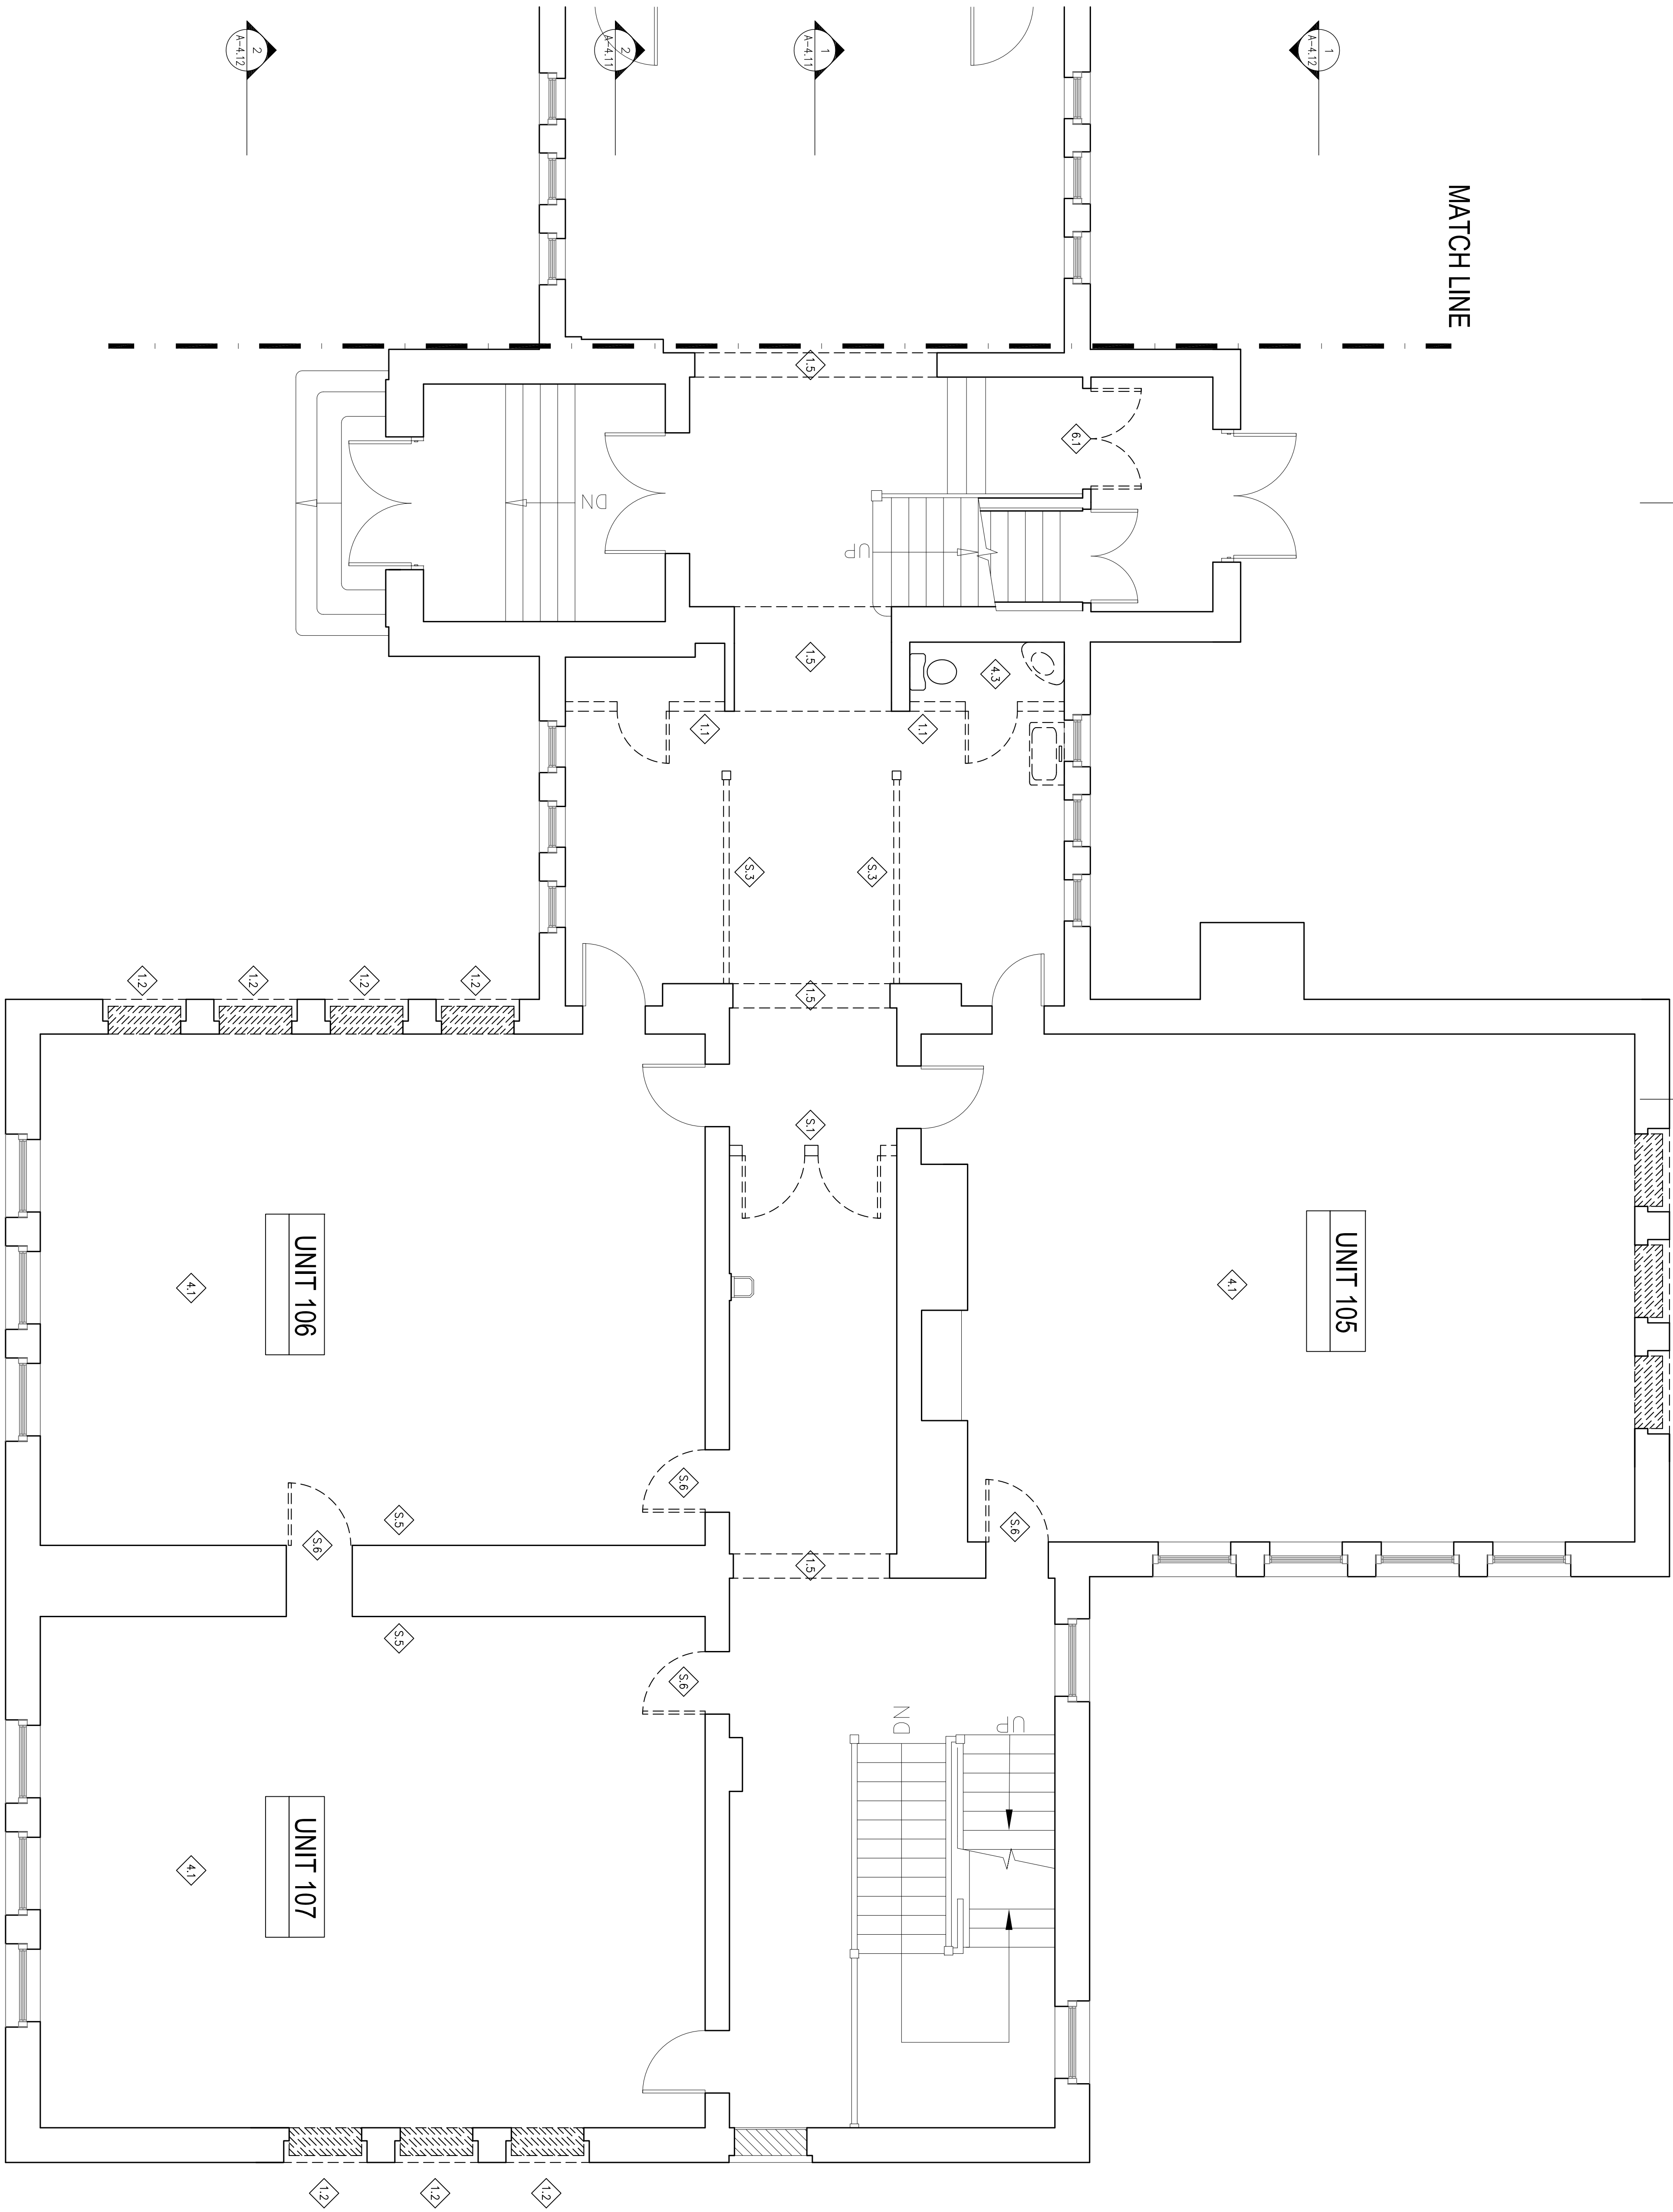 MATCH LINE
1
A-4.12
UNIT 105
4.1
6.1
S.6
UP
4.3
1.1
DN
S.3
UP
1
A-4.11
1.5
1.5
1.5
S.1
1.5
S.3
1.1
S.6
S.6
2
A-4.11
DN
1.2
1.2
1.2
S.5
S.5
1.2
1.2
S.6
UNIT 106
UNIT 107
1.2
2
A-4.12
4.1
4.1
1.2